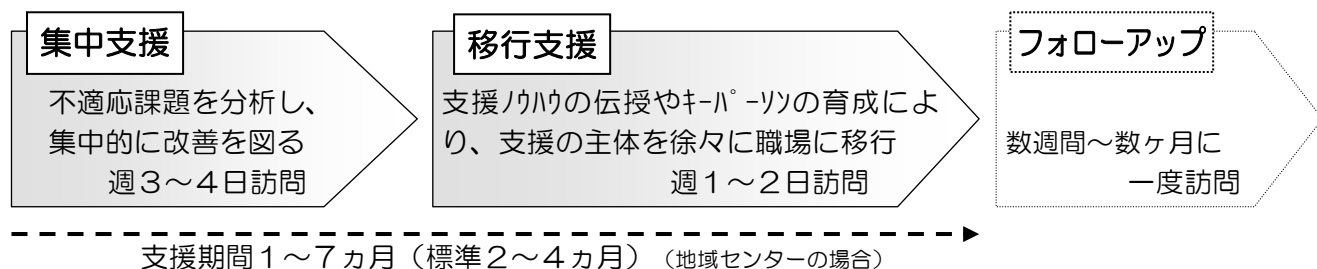 集中支援
不適応課題を分析し、
集中的に改善を図る
週３～４日訪問
移行支援
支援ﾉｳﾊｳの伝授やｷｰﾊﾟｰｿﾝの育成によ
り、支援の主体を徐々に職場に移行
週１～２日訪問
フォローアップ
数週間～数ヶ月に
一度訪問
支援期間１～７ヵ月（標準２～４ヵ月）（地域センターの場合）